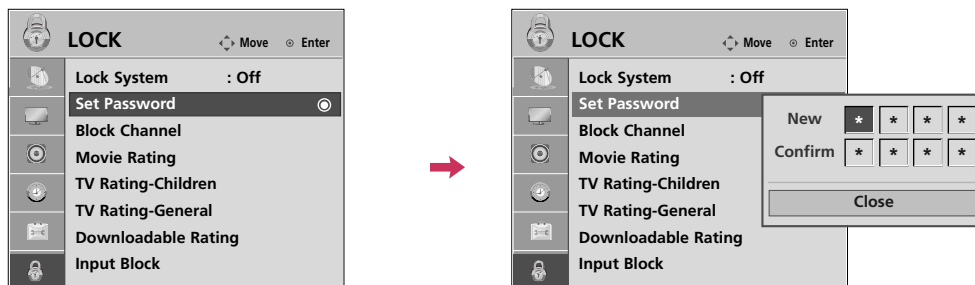 LOCK Move Enter
Lock System : Off
Set Password
Block Channel
Movie Rating
TV Rating-Children
TV Rating-General
Downloadable Rating
Input Block
LOCK Move Enter
Lock System : Off
Set Password
Block Channel
Movie Rating
TV Rating-Children
TV Rating-General
Downloadable Rating
Input Block
New * * * *
Confirm * * * *
Close